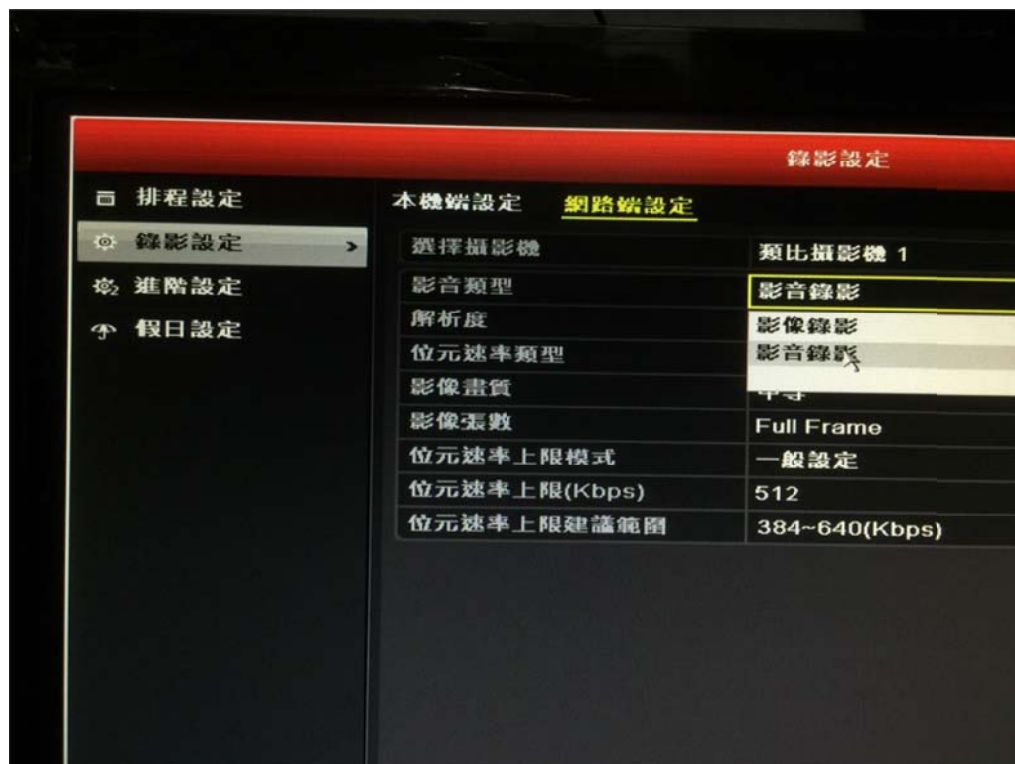 錄影設定
排程設定
錄影設定
進階設定
假日設定
本機端設定 網路端設定
選擇攝影機 類比攝影機 1
影音類型 影音錄影
影像錄影
解析度
影音錄影
位元速率類型
影像畫質
影像張數 Full Frame
位元速率上限模式 一般設定
位元速率上限(Kbps) 512
位元速率上限建議範圍 384~640(Kbps)